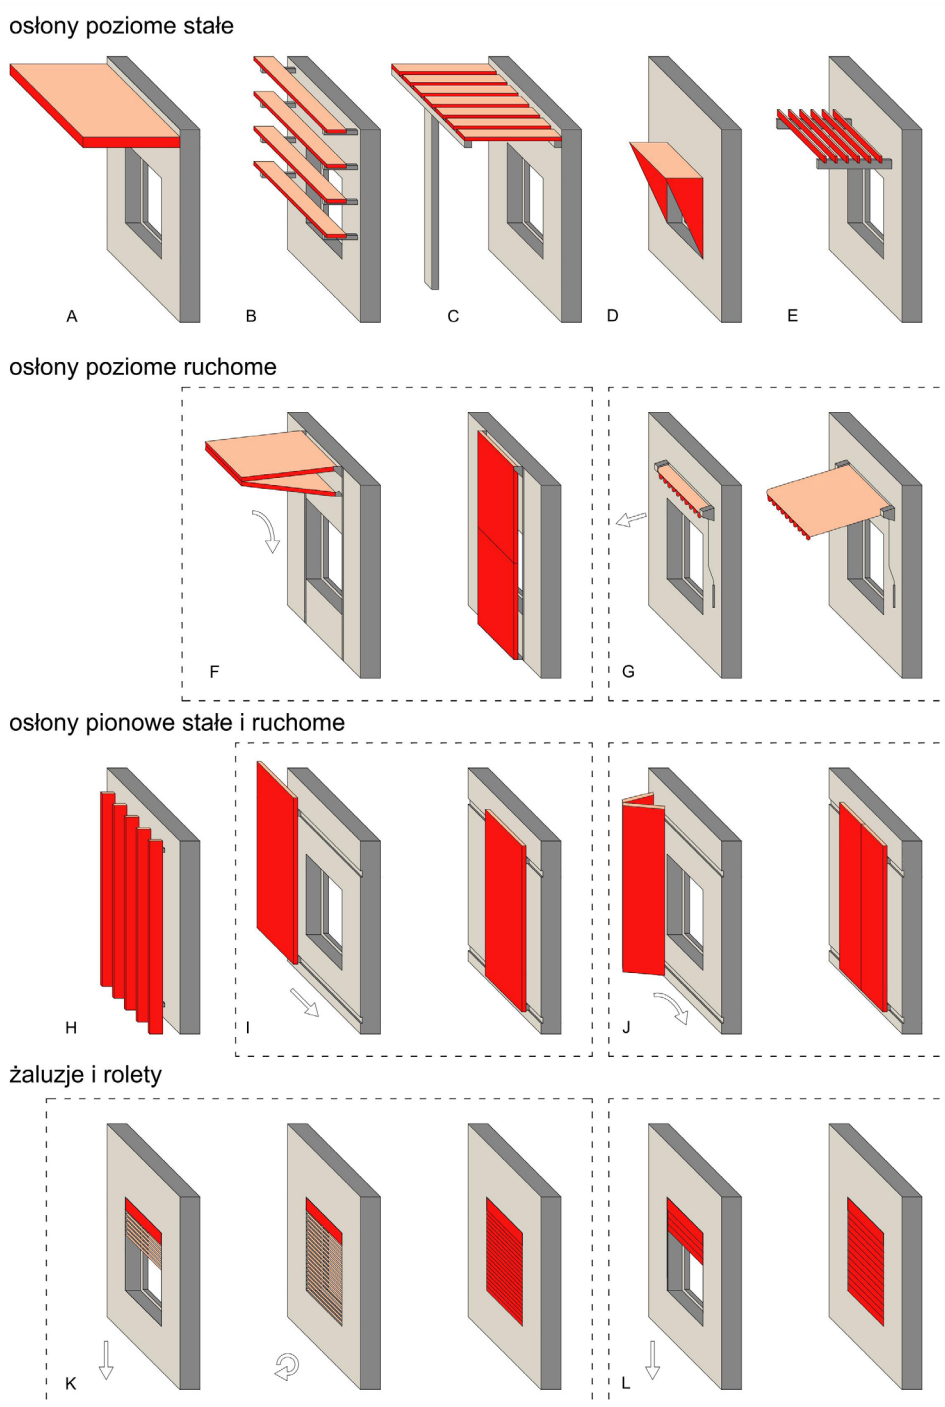 osłony poziome stałe
A B C D E
osłony poziome ruchome
F G
osłony pionowe stałe i ruchome
H I J
żaluzje i rolety
K L